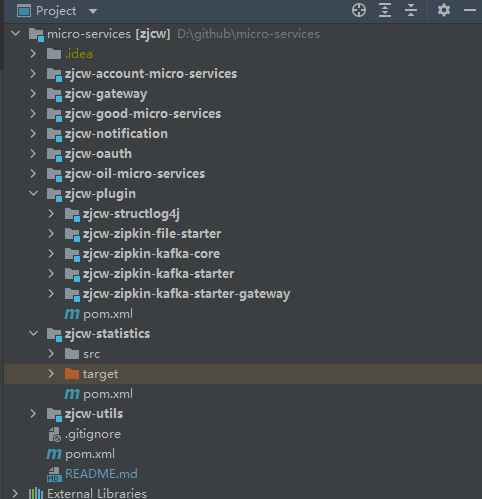 Project
micro-services [zjcw] D:\github\micro-services
.idea
zjcw-account-micro-services
zjcw-gateway
zjcw-good-micro-services
zjcw-notification
zjcw-oauth
zjcw-oil-micro-services
zjcw-plugin
zjcw-structlog4j
zjcw-zipkin-file-starter
zjcw-zipkin-kafka-core
zjcw-zipkin-kafka-starter
zjcw-zipkin-kafka-starter-gateway
m pom.xml
zjcw-statistics
src
target
m pom.xml
zjcw-utils
.gitignore
m pom.xml
MD README.md
External Libraries